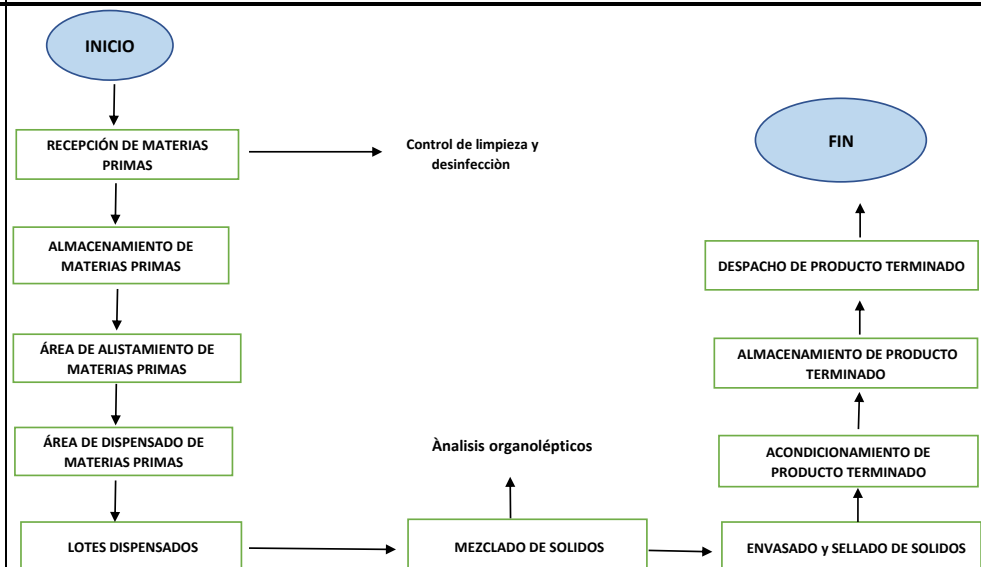 INICIO
RECEPCIÓN DE MATERIAS
PRIMAS
Control de limpieza y
desinfecciòn
ALMACENAMIENTO DE
MATERIAS PRIMAS
ÁREA DE ALISTAMIENTO DE
MATERIAS PRIMAS
ÁREA DE DISPENSADO DE
MATERIAS PRIMAS
LOTES DISPENSADOS
MEZCLADO DE SOLIDOS
Ànalisis organolépticos
ENVASADO y SELLADO DE SOLIDOS
ACONDICIONAMIENTO DE
PRODUCTO TERMINADO
ALMACENAMIENTO DE PRODUCTO
TERMINADO
DESPACHO DE PRODUCTO TERMINADO
FIN